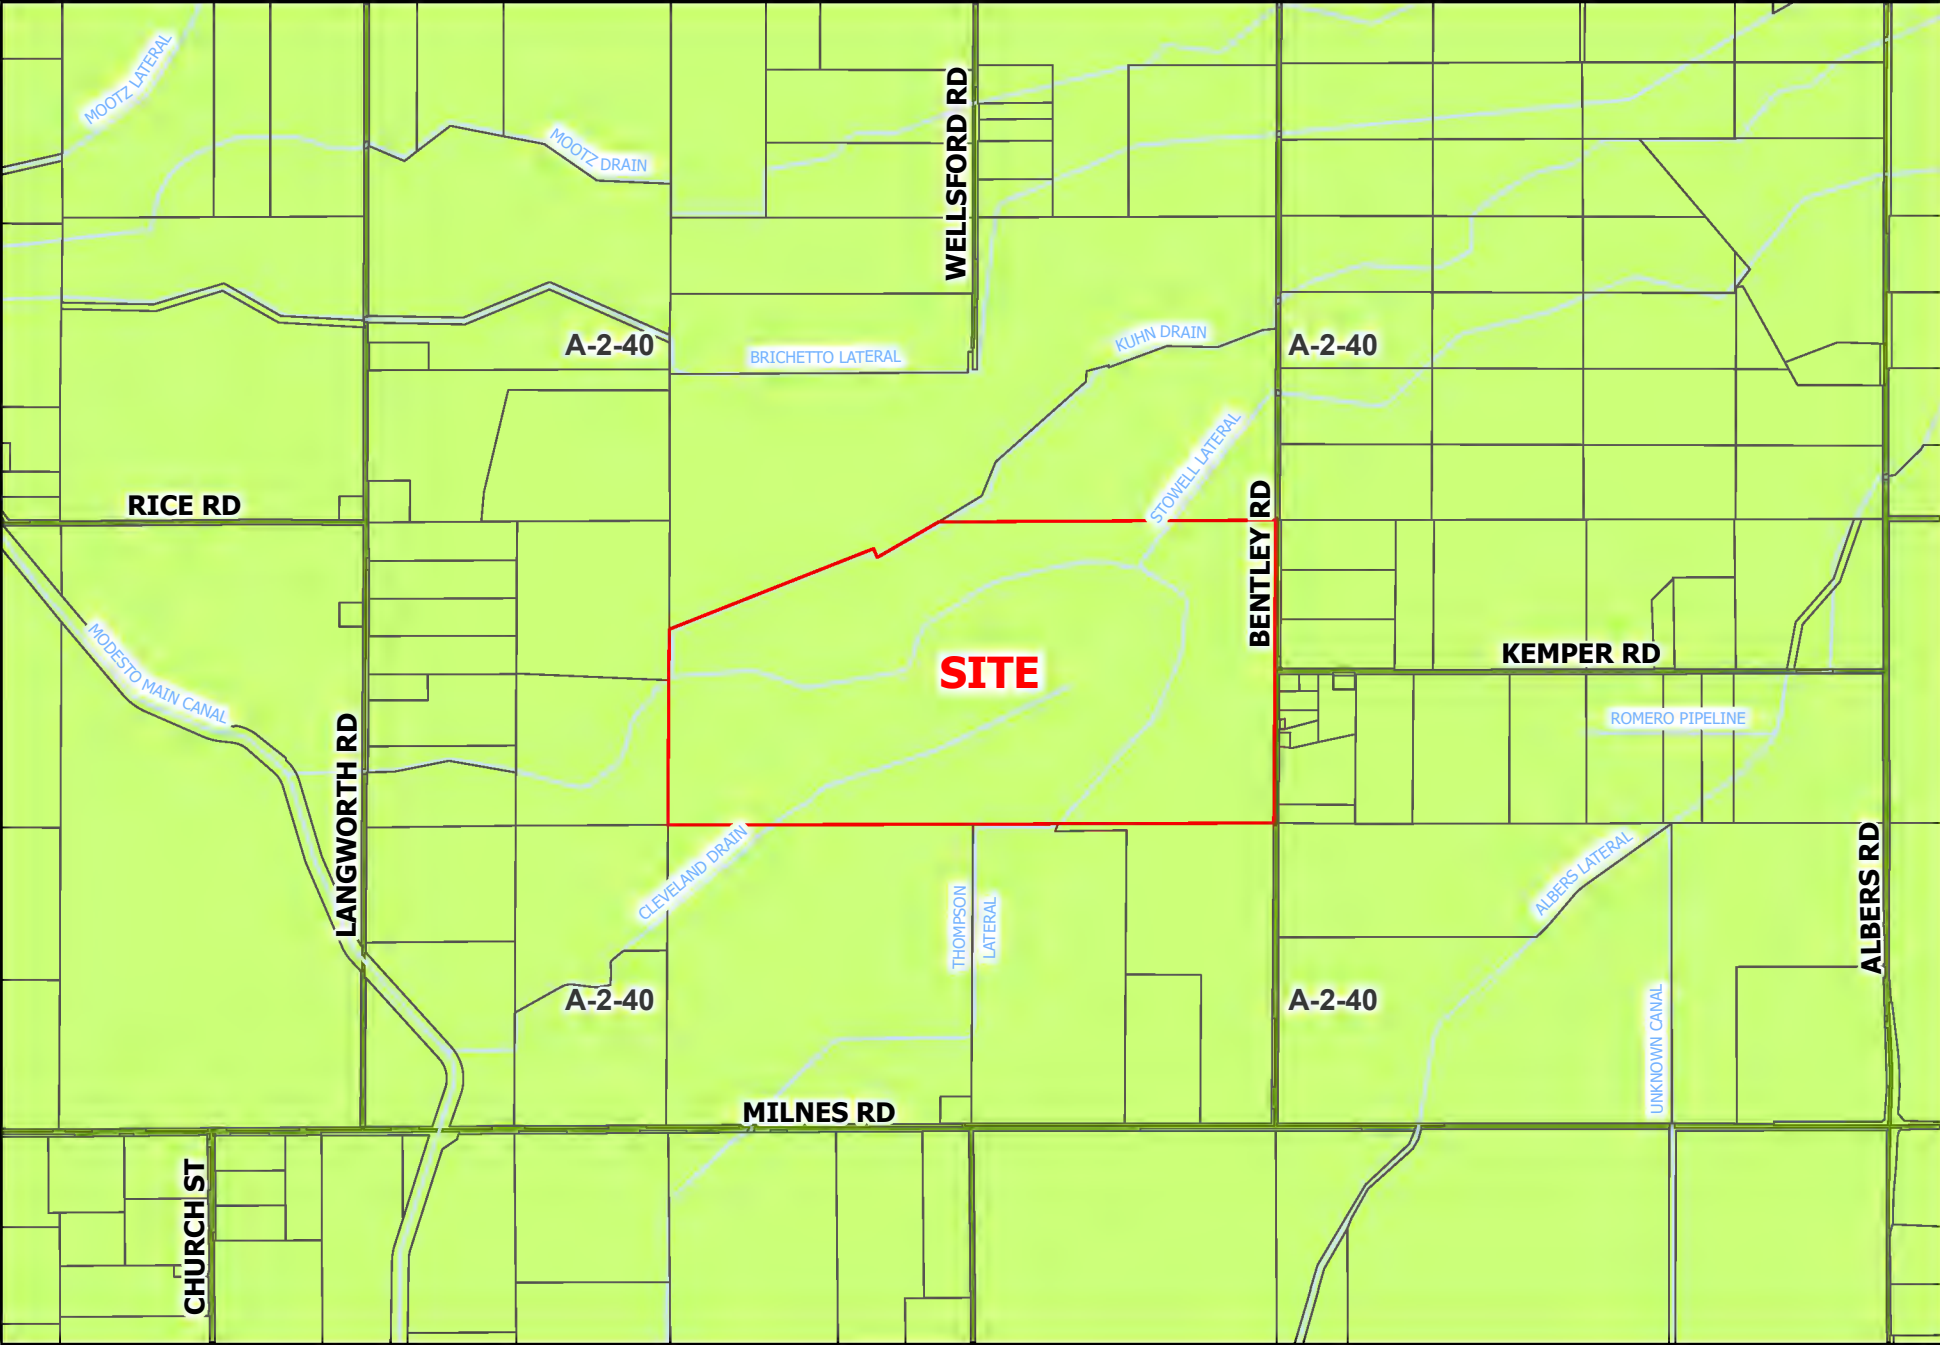 MOOTZ LATERAL
MOOTZ DRAIN
WELLSFORD RD
A-2-40
BRICHETTO LATERAL
KUHN DRAIN
A-2-40
STOWELL LATERAL
RICE RD
BENTLEY RD
MODESTO MAIN CANAL
SITE
KEMPER RD
ROMERO PIPELINE
LANGWORTH RD
CLEVELAND DRAIN
THOMPSON
LATERAL
ALBERS LATERAL
ALBERS RD
A-2-40
A-2-40
UNKNOWN CANAL
MILNES RD
CHURCH ST